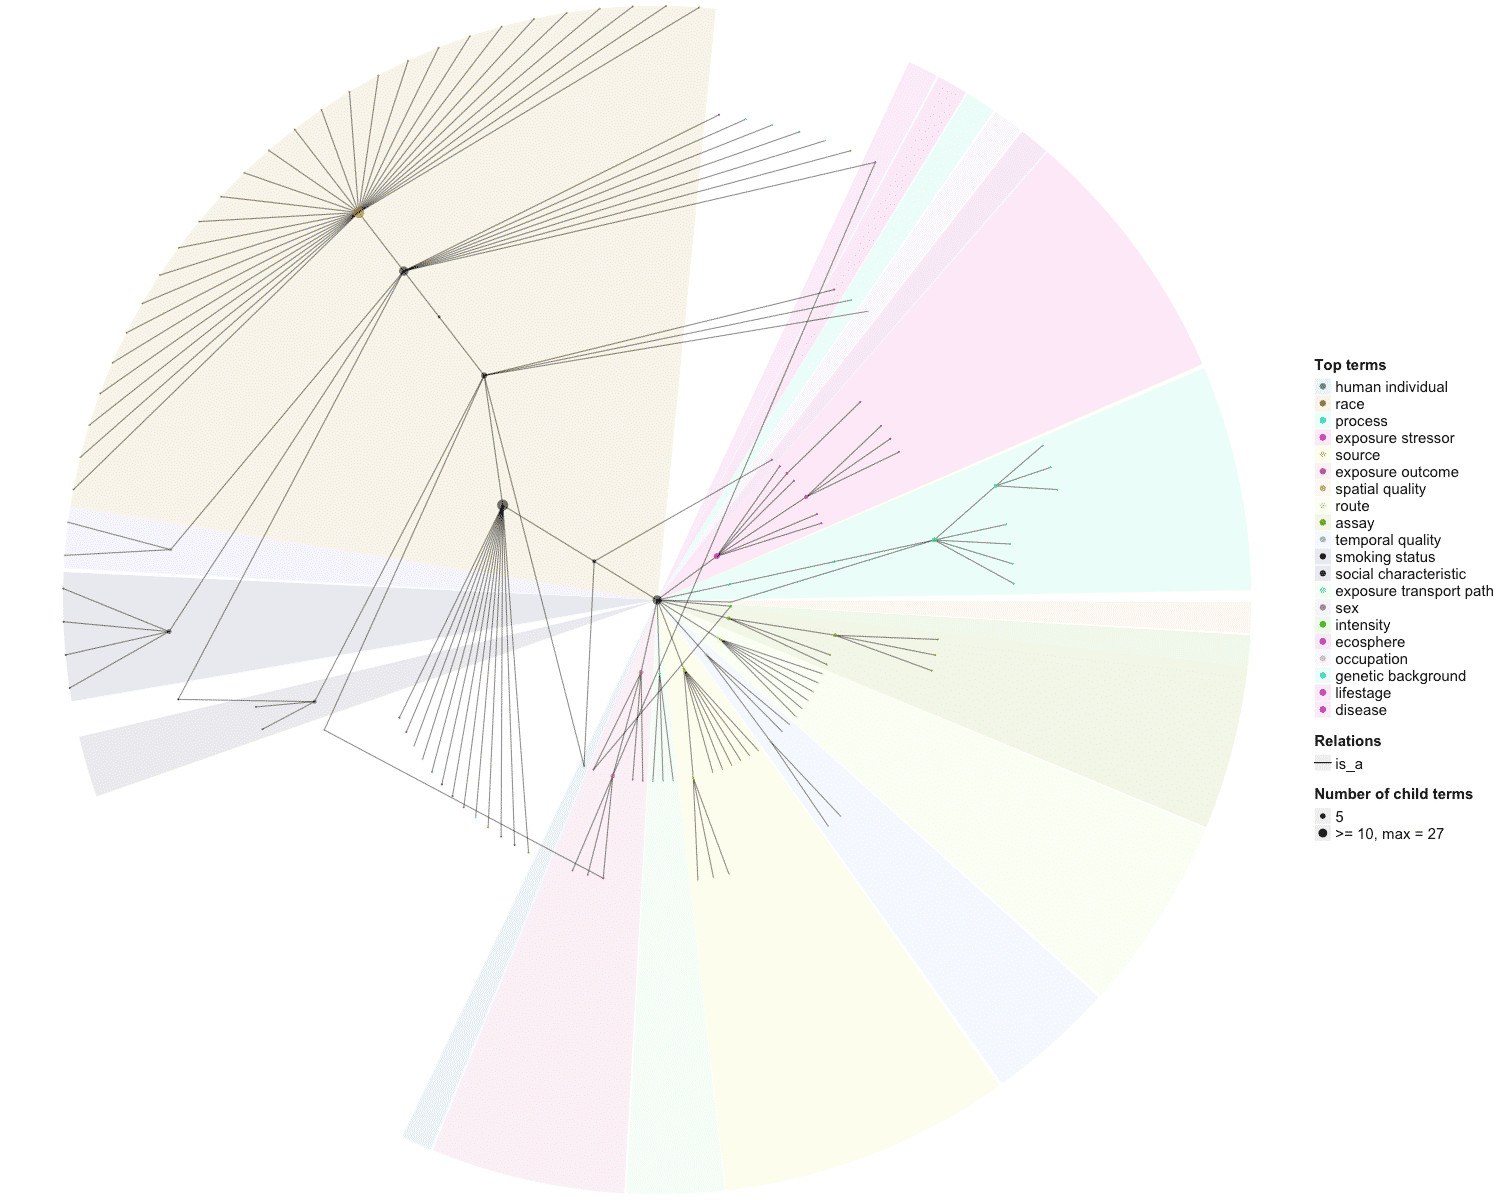 Top terms
human individual
race
process
exposure stressor
source
exposure outcome
spatial quality
route
assay
temporal quality
smoking status
social characteristic
exposure transport path
sex
intensity
ecosphere
occupation
genetic background
lifestage
disease
Relations
is_a
Number of child terms
5
>= 10, max = 27